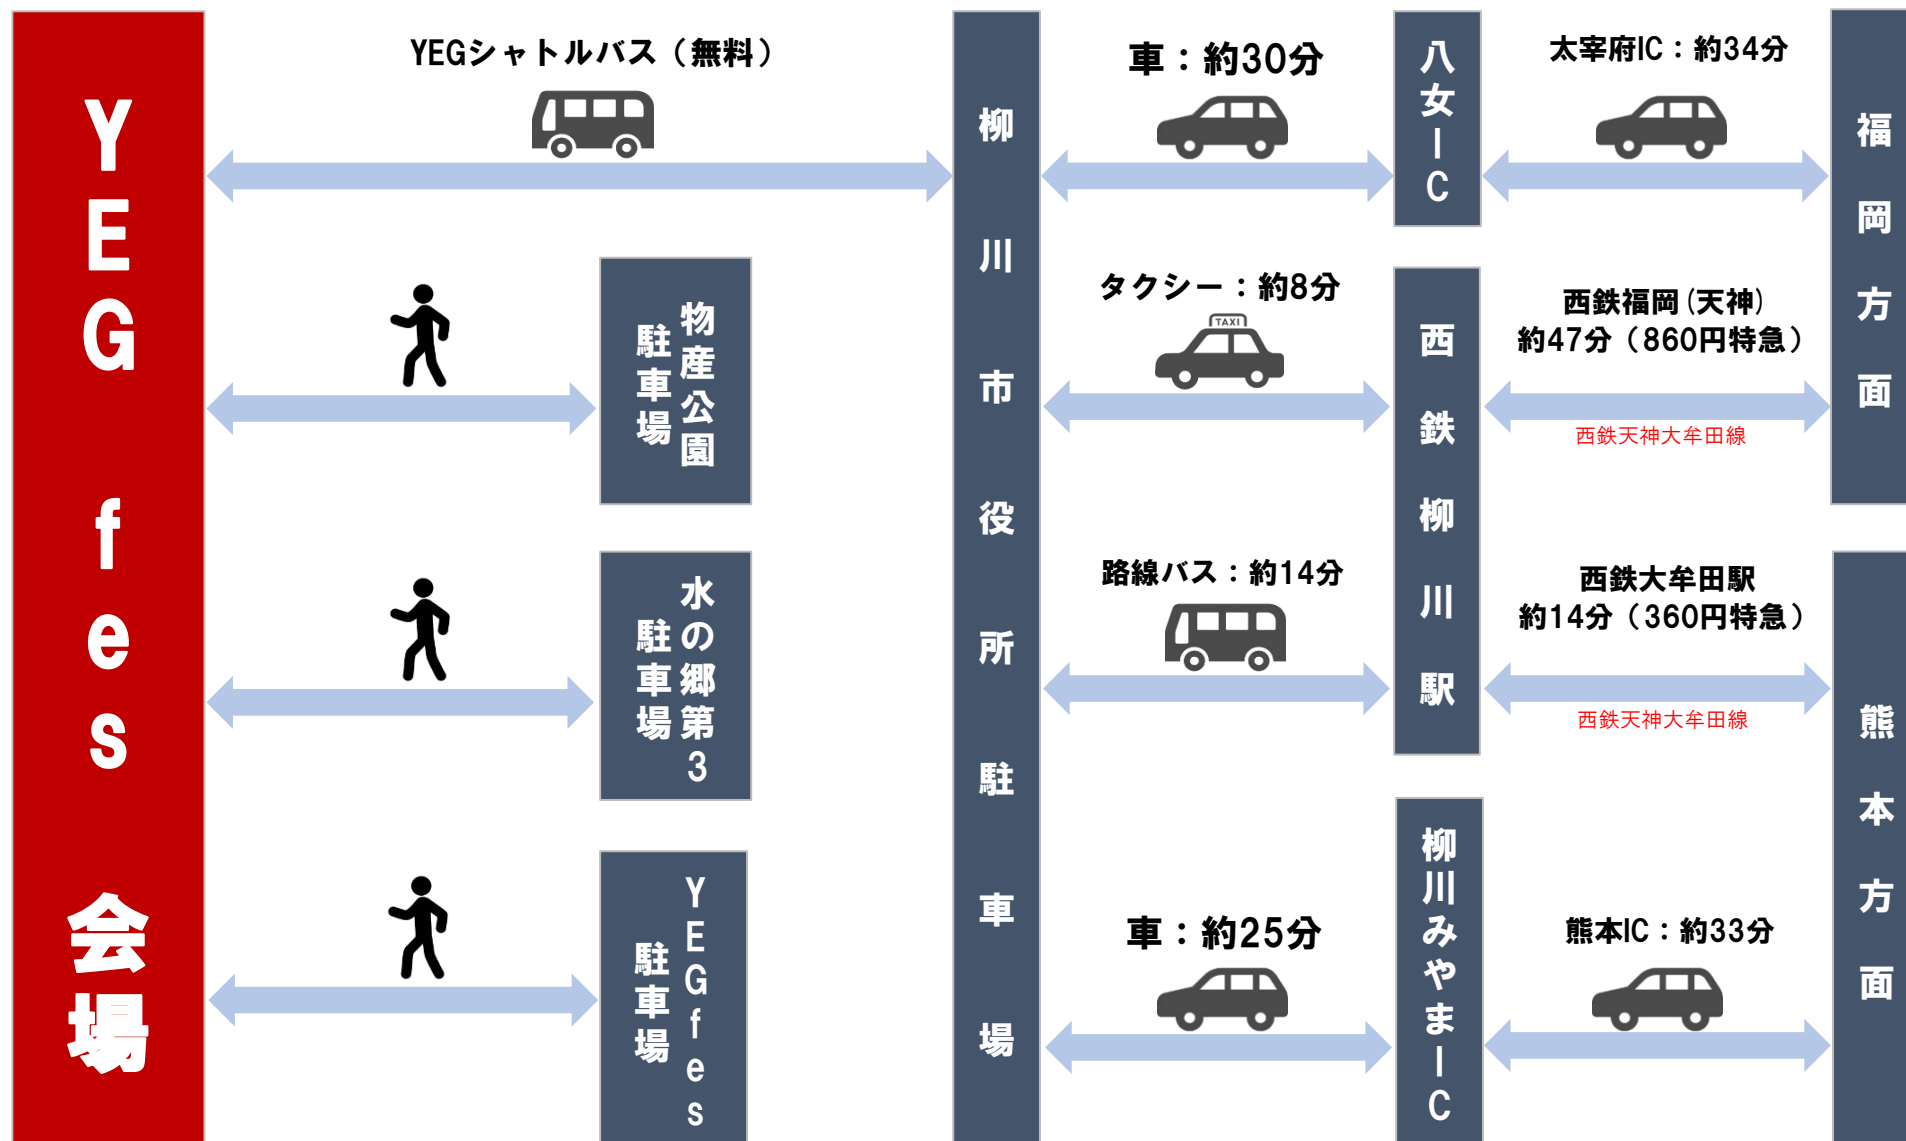 YEG fes 会場
YEGシャトルバス（無料）
物産公園
駐車場
水の郷第3
駐車場
YEGfes
駐車場
柳川市役所駐車場
車：約30分
タクシー：約8分
TAXI
路線バス：約14分
車：約25分
八女IC
西鉄柳川駅
柳川みやまIC
太宰府IC：約34分
西鉄福岡(天神)
約47分（860円特急）
西鉄天神大牟田線
西鉄大牟田駅
約14分（360円特急）
西鉄天神大牟田線
熊本IC：約33分
福岡方面
熊本方面